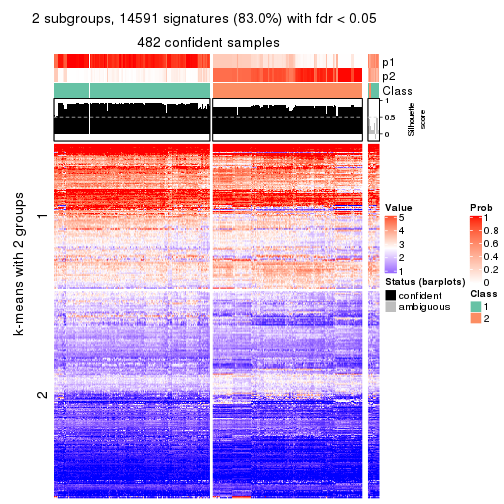 2 subgroups, 14591 signatures (83.0%) with fdr < 0.05
482 confident samples
p1
p2
Class
1
0.5
0
Silhouette
score
k-means with 2 groups
1
2
Value
5
4
3
2
1
Status (barplots)
confident
ambiguous
Prob
1
0.8
0.6
0.4
0.2
0
Class
1
2